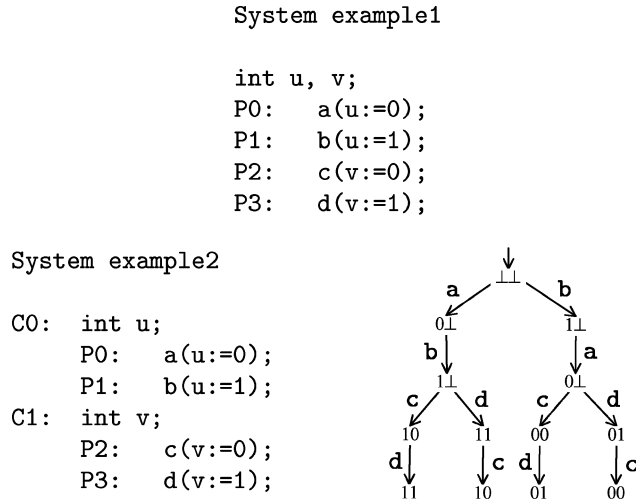 System example1
int u, v;
P0: a(u:=0);
P1: b(u:=1);
P2: c(v:=0);
P3: d(v:=1);
System example2
C0: int u;
P0: a(u:=0);
P1: b(u:=1);
C1: int v;
P2: c(v:=0);
P3: d(v:=1);
⊥⊥
a b
0⊥ 1⊥
b a
1⊥ 0⊥
c d c d
10 11 00 01
d c d c
11 10 01 00